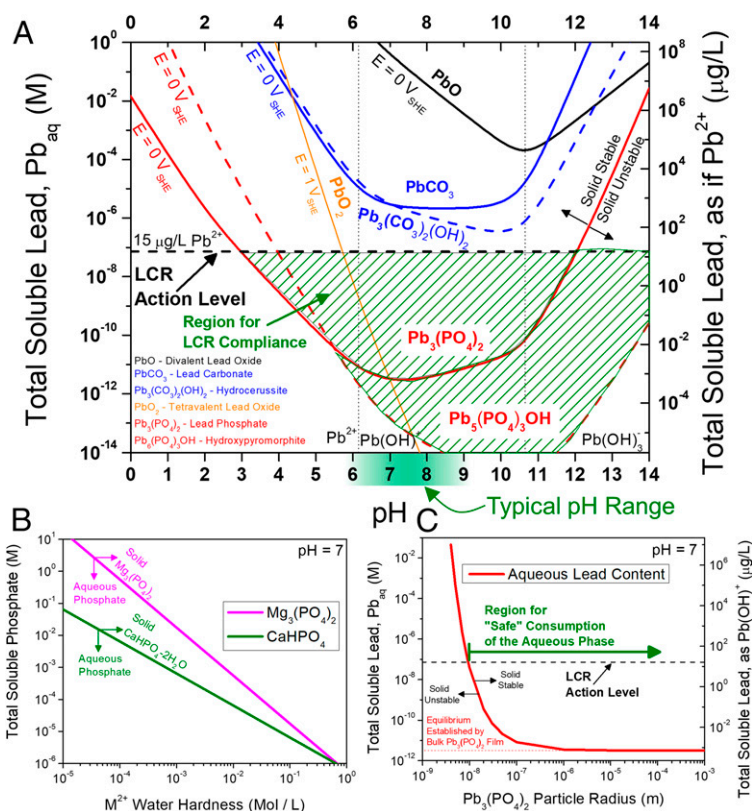 A
0 2 4 6 8 10 12 14
Total Soluble Lead, Pb_aq (M)
10^0
10^-2
10^-4
10^-6
10^-8
10^-10
10^-12
10^-14
E = 0 V_SHE
E = 0 V_SHE
E = 0 V_SHE
E = 1 V_SHE
PbO_2
E = 0 V_SHE
PbO
PbCO_3
Pb_3(CO_3)_2(OH)_2
Solid Stable
Solid Unstable
15 µg/L Pb^2+
LCR
Action Level
Region for
LCR Compliance
Pb_3(PO_4)_2
Pb_5(PO_4)_3OH
PbO - Divalent Lead Oxide
PbCO_3 - Lead Carbonate
Pb_3(CO_3)_2(OH)_2 - Hydrocerussite
PbO_2 - Tetravalent Lead Oxide
Pb_3(PO_4)_2 - Lead Phosphate
Pb_5(PO_4)_3OH - Hydroxypyromorphite
Pb^2+ Pb(OH)^+ Pb(OH)_3^-
10^8
10^6
10^4
10^2
10^0
10^-2
10^-4
10^-6
Total Soluble Lead, as if Pb^2+ (µg/L)
0 1 2 3 4 5 6 7 8 9 10 11 12 13 14
pH
Typical pH Range
B
pH = 7
Total Soluble Phosphate (M)
10^1
10^0
10^-1
10^-2
10^-3
10^-4
10^-5
10^-6
Solid
Mg_3(PO_4)_2
Aqueous
Phosphate
Solid
CaHPO_4-2H_2O
Aqueous
Phosphate
Mg_3(PO_4)_2
CaHPO_4
10^-5 10^-4 10^-3 10^-2 10^-1 10^0
M^2+ Water Hardness (Mol / L)
C
pH = 7
Total Soluble Lead, Pb_aq (M)
10^-2
10^-4
10^-6
10^-8
10^-10
10^-12
Aqueous Lead Content
Region for
"Safe" Consumption
of the Aqueous Phase
Solid
Stable
Solid
Unstable
LCR
Action Level
Equilibrium
Established by
Bulk Pb_3(PO_4)_2 Film
10^6
10^4
10^2
10^0
10^-2
Total Soluble Lead, as Pb(OH)^+ (µg/L)
10^-9 10^-8 10^-7 10^-6 10^-5 10^-4 10^-3
Pb_3(PO_4)_2 Particle Radius (m)